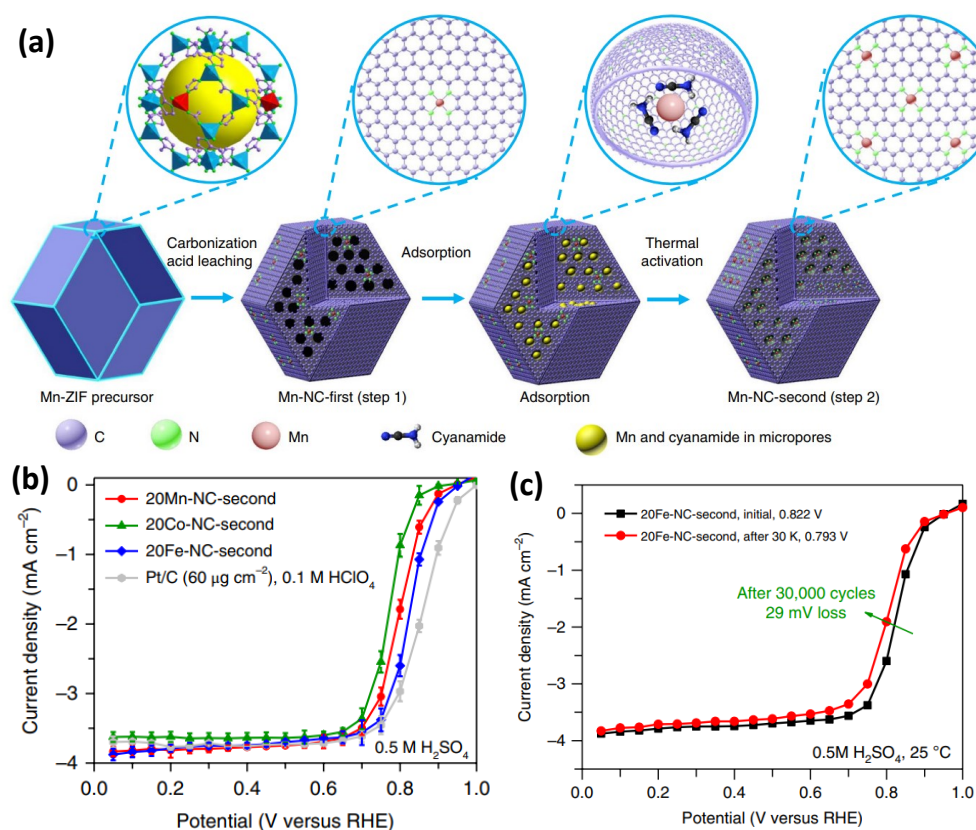 (a)
Carbonization
acid leaching
Adsorption
Thermal
activation
Mn-ZIF precursor
Mn-NC-first (step 1)
Adsorption
Mn-NC-second (step 2)
C
N
Mn
Cyanamide
Mn and cyanamide in micropores
(b)
0
−1
−2
−3
−4
Current density (mA cm⁻²)
20Mn-NC-second
20Co-NC-second
20Fe-NC-second
Pt/C (60 μg cm⁻²), 0.1 M HClO₄
0.5 M H₂SO₄
0.0 0.2 0.4 0.6 0.8 1.0
Potential (V versus RHE)
(c)
0
−1
−2
−3
−4
Current density (mA cm⁻²)
20Fe-NC-second, initial, 0.822 V
20Fe-NC-second, after 30 K, 0.793 V
After 30,000 cycles
29 mV loss
0.5M H₂SO₄, 25 °C
0.0 0.2 0.4 0.6 0.8 1.0
Potential (V versus RHE)